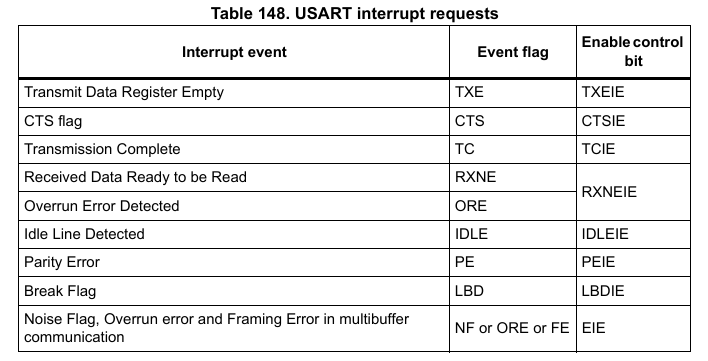 Table 148. USART interrupt requests
Interrupt event Event flag Enable control
bit
Transmit Data Register Empty TXE TXEIE
CTS flag CTS CTSIE
Transmission Complete TC TCIE
Received Data Ready to be Read RXNE
RXNEIE
Overrun Error Detected ORE
Idle Line Detected IDLE IDLEIE
Parity Error PE PEIE
Break Flag LBD LBDIE
Noise Flag, Overrun error and Framing Error in multibuffer
communication NF or ORE or FE EIE